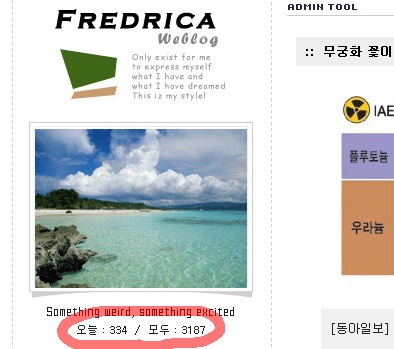 FREDRICA
Weblog
Only exist for me
to express myself
what I have and
what I have dreamed
This iz my style!
Something weird, something excited
오늘 : 334 / 모두 : 3187
ADMIN TOOL
:: 무궁화 꽃이
IAE
플루토늄
우라늄
[동아일보]